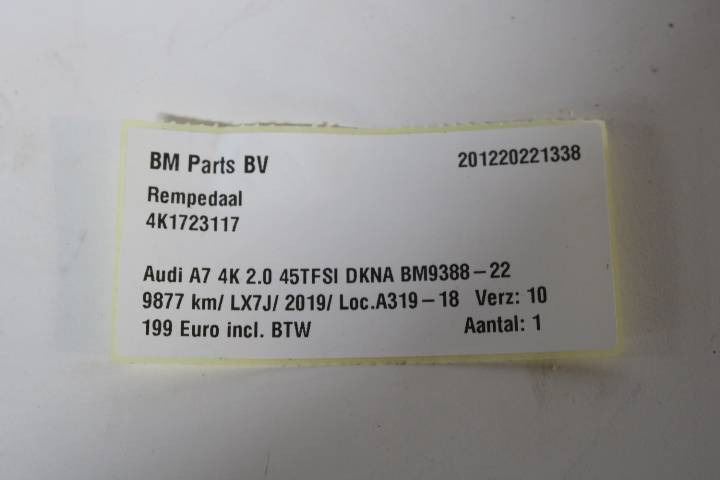 BM Parts BV 201220221338
Rempedaal
4K1723117
Audi A7 4K 2.0 45TFSI DKNA BM9388-22
9877 km/ LX7J/ 2019/ Loc.A319-18 Verz: 10
199 Euro incl. BTW Aantal: 1